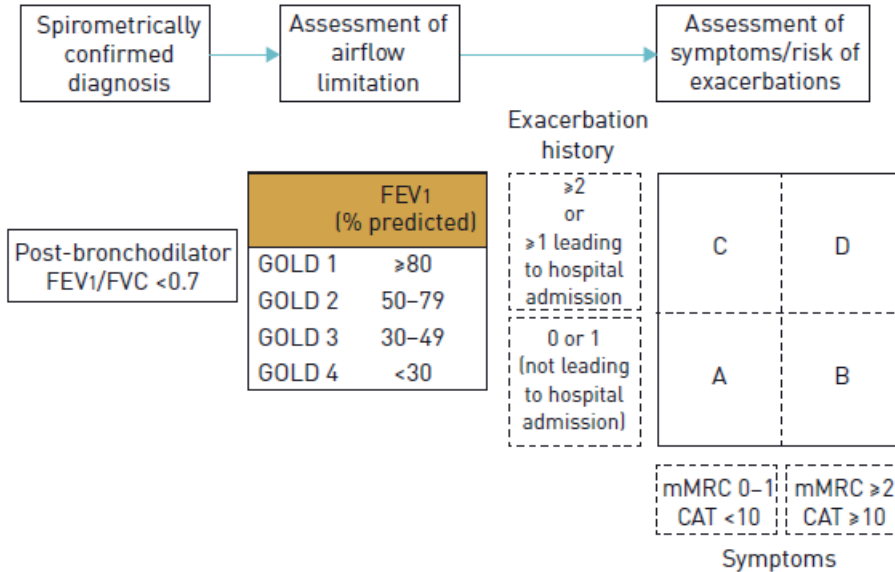 Spirometrically
confirmed
diagnosis
Assessment of
airflow
limitation
Assessment of
symptoms/risk of
exacerbations
Post-bronchodilator
FEV1/FVC <0.7
FEV1
(% predicted)
GOLD 1 ≥80
GOLD 2 50–79
GOLD 3 30–49
GOLD 4 <30
Exacerbation
history
≥2
or
≥1 leading
to hospital
admission
0 or 1
(not leading
to hospital
admission)
C D
A B
mMRC 0–1
CAT <10
mMRC ≥2
CAT ≥10
Symptoms